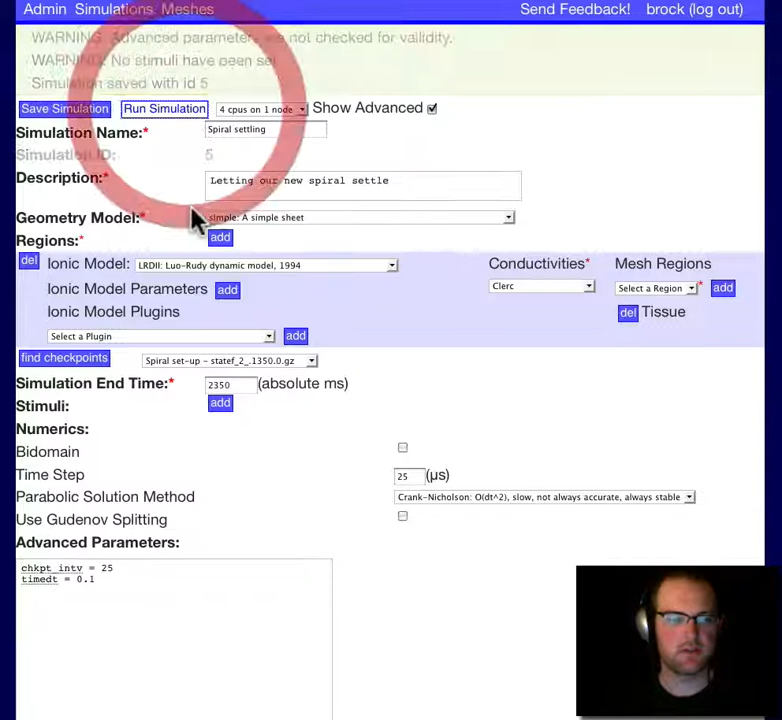 Admin Simulations Meshes Send Feedback! brock (log out)
WARNING: Advanced parameters are not checked for validity.
WARNING: No stimuli have been set
Simulation saved with id 5
Save Simulation Run Simulation 4 cpus on 1 node Show Advanced
Simulation Name:* Spiral settling
Simulation ID: 5
Description:* Letting our new spiral settle
Geometry Model:* simple: A simple sheet
Regions:* add
del Ionic Model: LRDII: Luo-Rudy dynamic model, 1994 Conductivities* Mesh Regions
Ionic Model Parameters add Clerc Select a Region * add
Ionic Model Plugins del Tissue
Select a Plugin add
find checkpoints Spiral set-up - statef_2_.1350.0.gz
Simulation End Time:* 2350 (absolute ms)
Stimuli: add
Numerics:
Bidomain
Time Step 25 (µs)
Parabolic Solution Method Crank-Nicholson: O(dt^2), slow, not always accurate, always stable
Use Gudenov Splitting
Advanced Parameters:
chkpt_intv = 25
timedt = 0.1